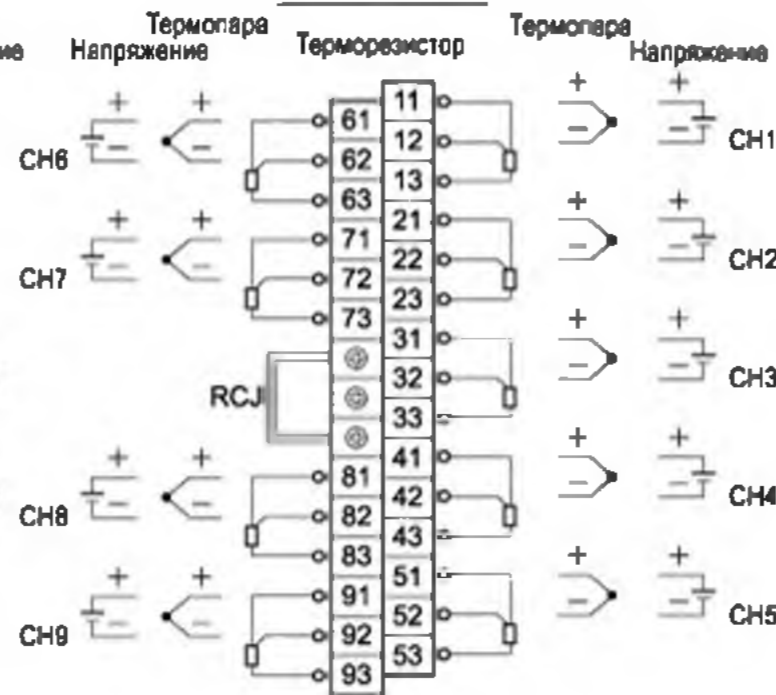 Термопара
Термопара
Напряжение
Терморезистор
Напряжение
CH6
61
11
CH1
62
12
63
13
CH7
71
21
CH2
72
22
73
23
31
CH3
RCJ
32
33
CH8
81
41
CH4
82
42
83
43
CH9
91
51
CH5
92
52
93
53